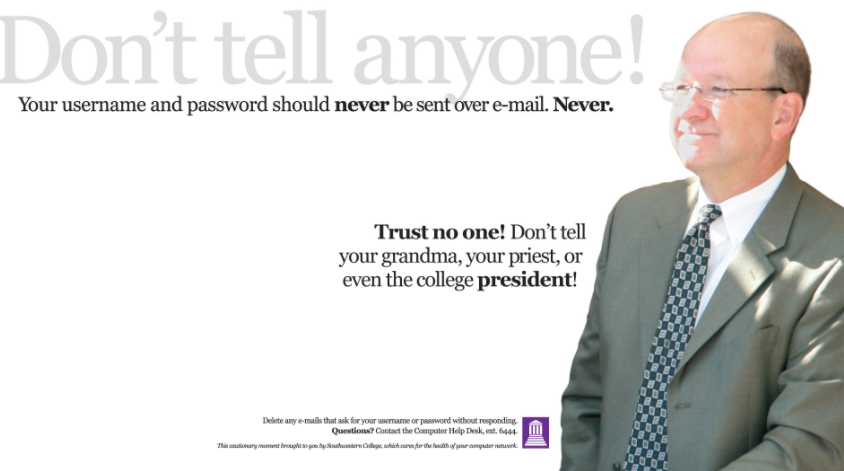 Don't tell anyone!
Your username and password should never be sent over e-mail. Never.
Trust no one! Don't tell
your grandma, your priest, or
even the college president!
Delete any e-mails that ask for your username or password without responding.
Questions? Contact the Computer Help Desk, ext. 6444.
This cautionary moment brought to you by Southwestern College, which cares for the health of your computer network.